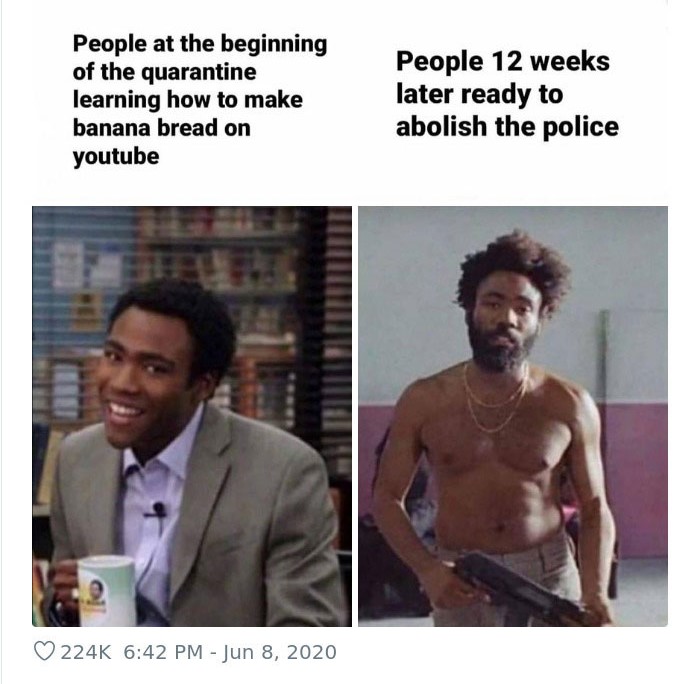 People at the beginning
of the quarantine
learning how to make
banana bread on
youtube
People 12 weeks
later ready to
abolish the police
224K 6:42 PM - Jun 8, 2020